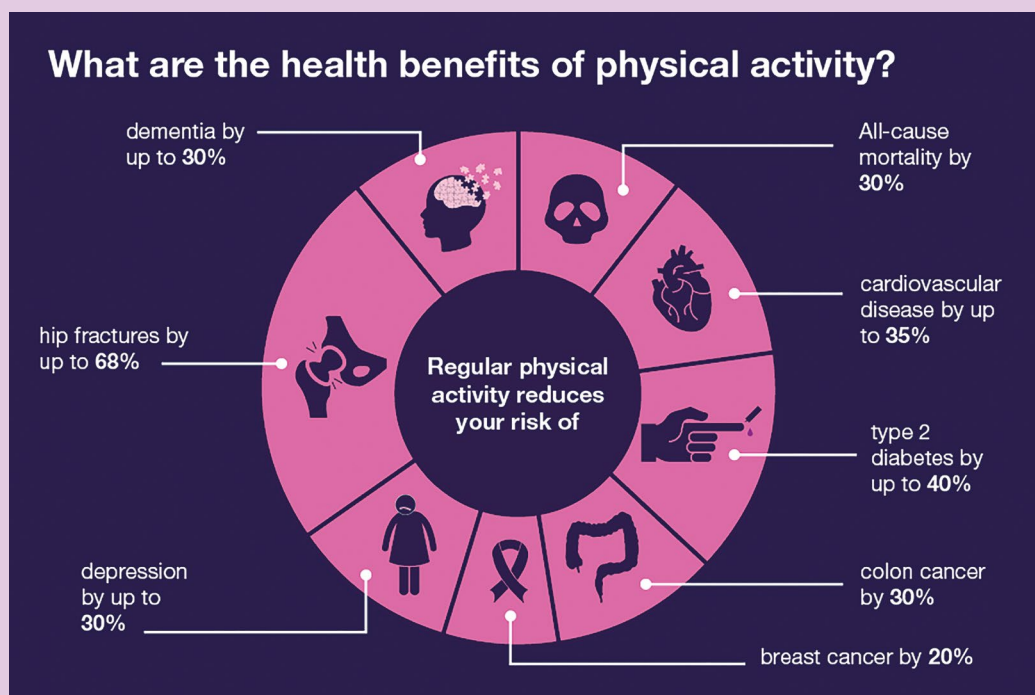 What are the health benefits of physical activity?
dementia by
up to 30%
All-cause
mortality by
30%
cardiovascular
disease by up
to 35%
hip fractures by
up to 68%
Regular physical
activity reduces
your risk of
type 2
diabetes by
up to 40%
depression
by up to
30%
colon cancer
by 30%
breast cancer by 20%